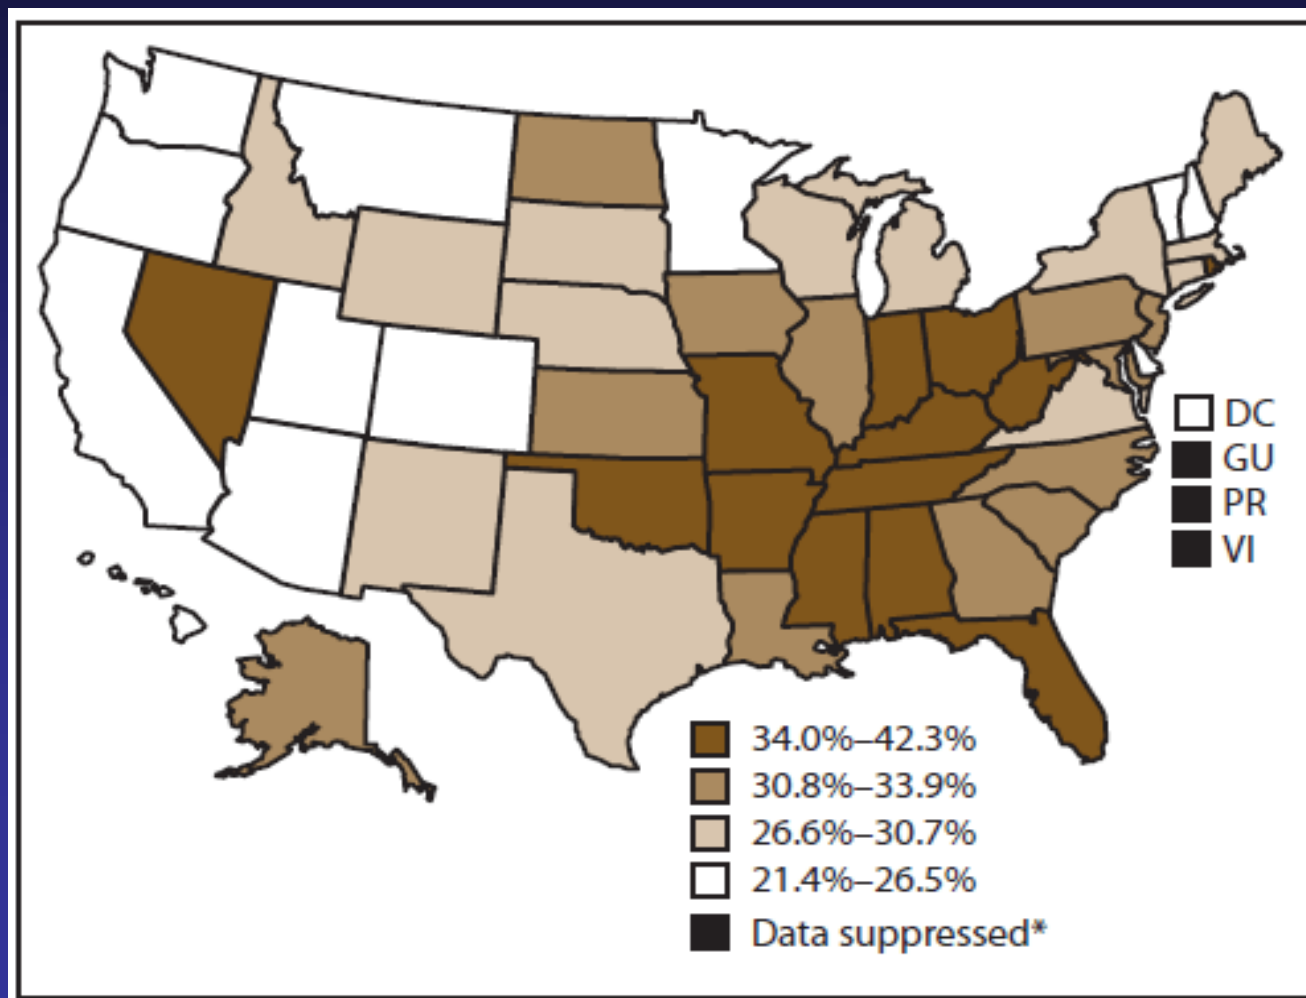 DC
GU
PR
VI
34.0%–42.3%
30.8%–33.9%
26.6%–30.7%
21.4%–26.5%
Data suppressed*